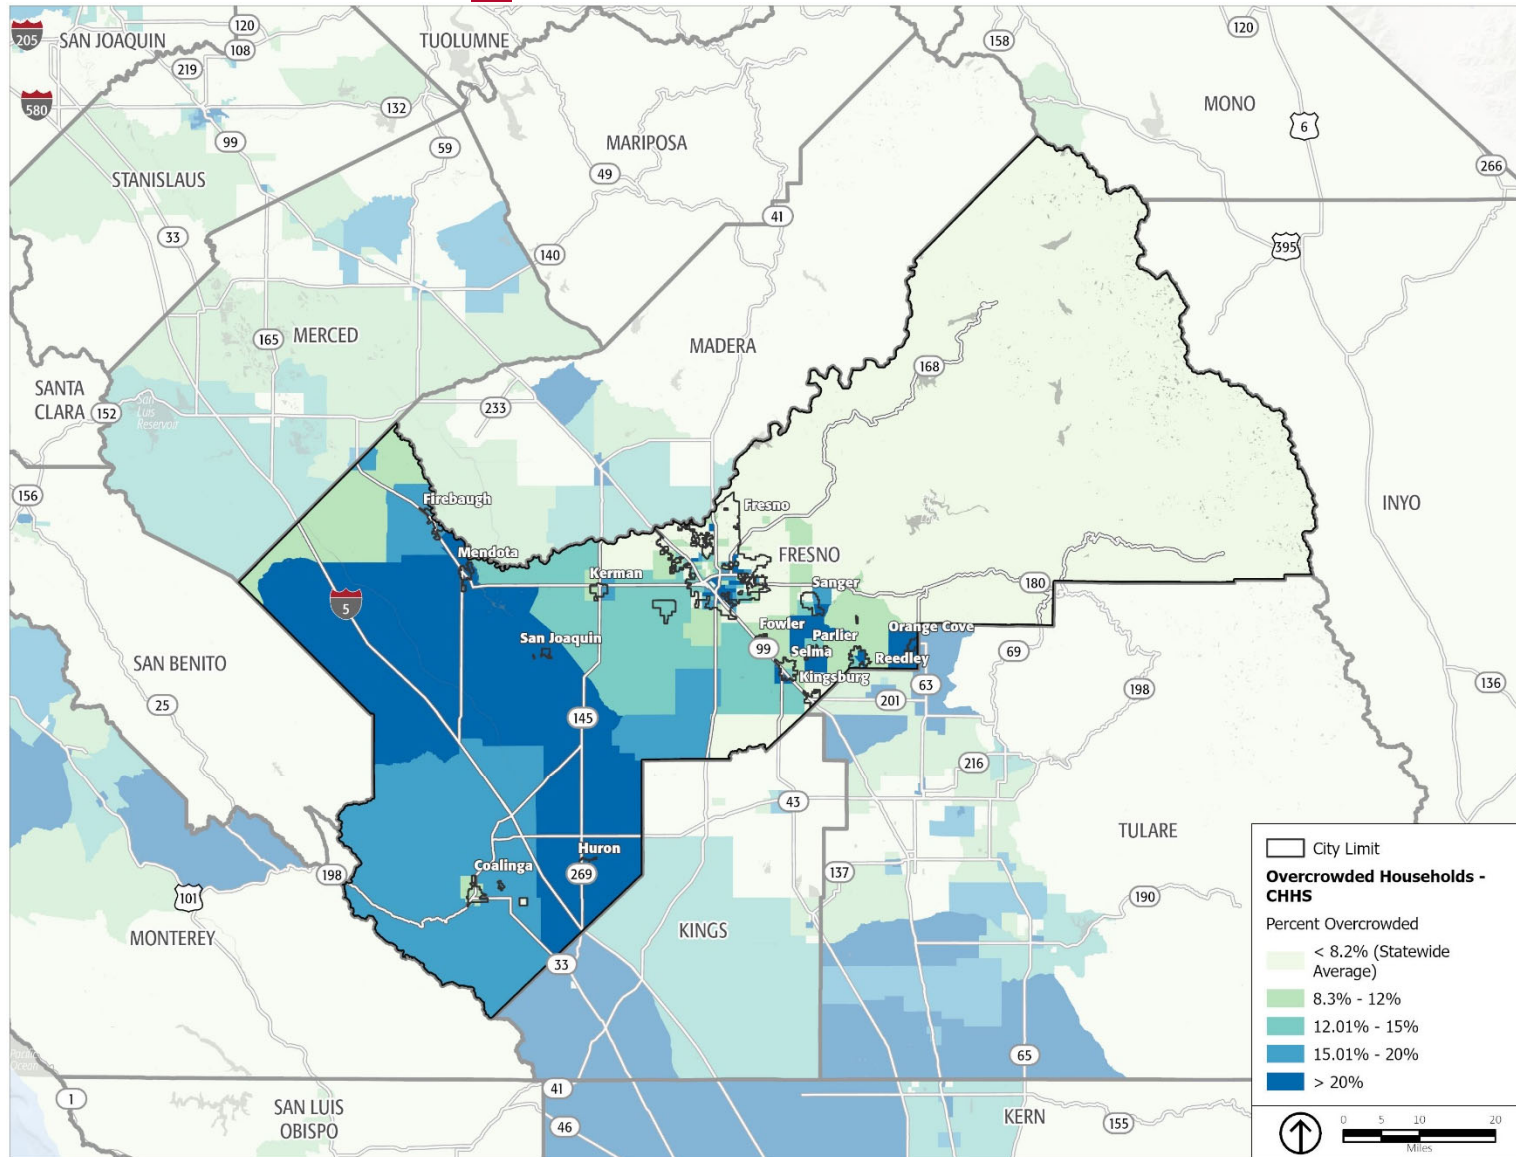 205
SAN JOAQUIN
120
108
TUOLUMNE
158
120
219
580
132
MONO
6
99
59
MARIPOSA
266
STANISLAUS
49
41
33
140
395
165
MERCED
MADERA
168
SANTA
CLARA
152
San
Luis
Reservoir
233
156
Firebaugh
Fresno
INYO
Mendota
FRESNO
Kerman
Sanger
180
5
Fowler
Orange Cove
San Joaquin
Parlier
SAN BENITO
99
Selma
Reedley
69
Kingsburg
63
198
136
25
201
145
216
43
TULARE
Huron
Coalinga
198
269
137
101
190
MONTEREY
KINGS
33
65
Pacific
Ocean
41
1
SAN LUIS
OBISPO
46
KERN
155
City Limit
Overcrowded Households -
CHHS
Percent Overcrowded
< 8.2% (Statewide
Average)
8.3% - 12%
12.01% - 15%
15.01% - 20%
> 20%
0 5 10 20
Miles